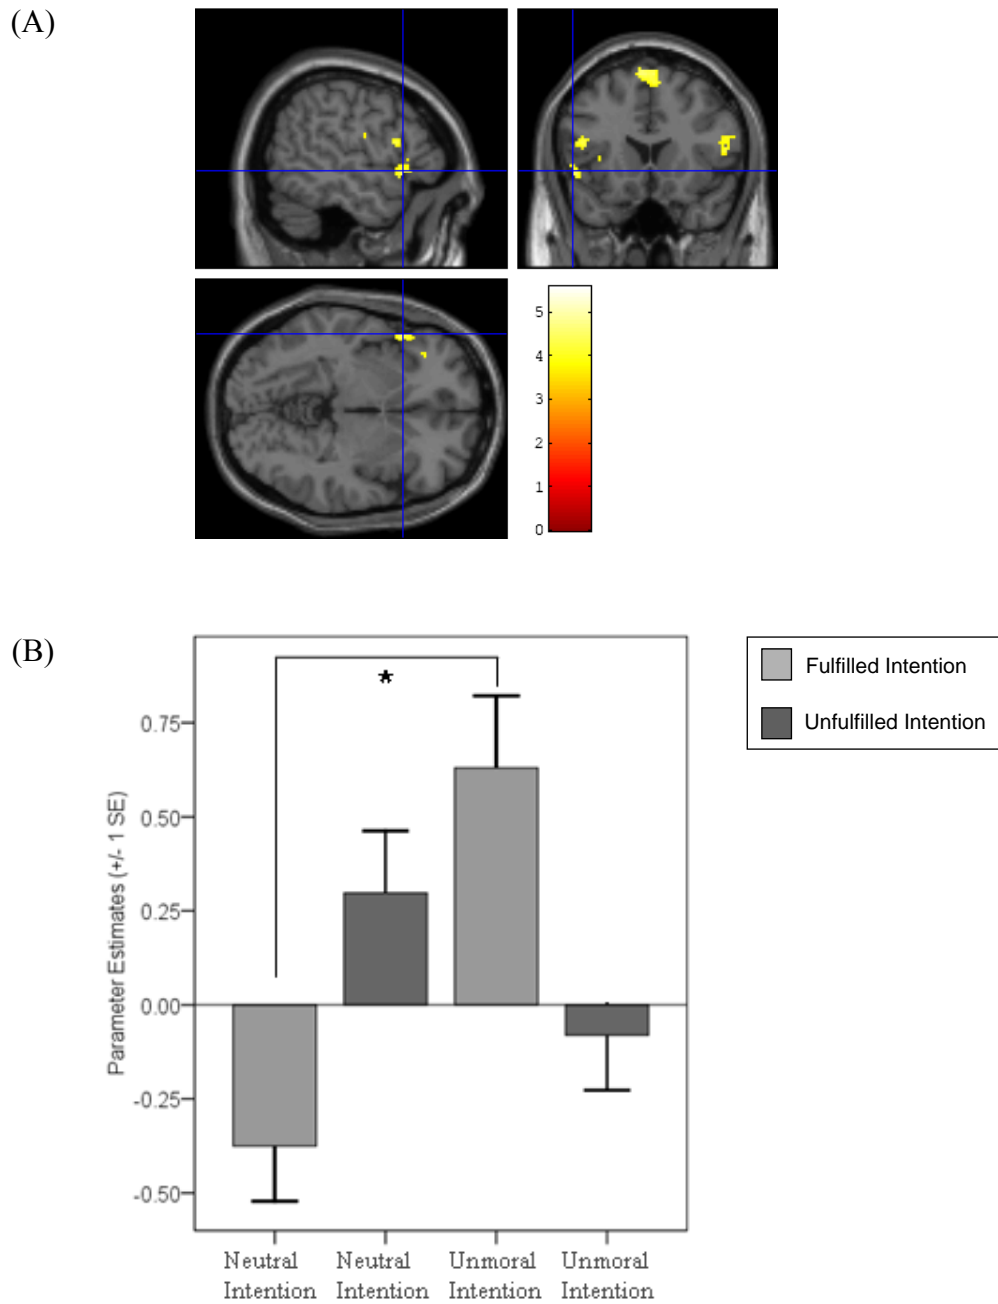 (A)
5
4
3
2
1
0
(B)
Fulfilled Intention
Unfulfilled Intention
*
Parameter Estimates (+/- 1 SE)
0.75
0.50
0.25
0.00
-0.25
-0.50
Neutral Intention
Neutral Intention
Unmoral Intention
Unmoral Intention